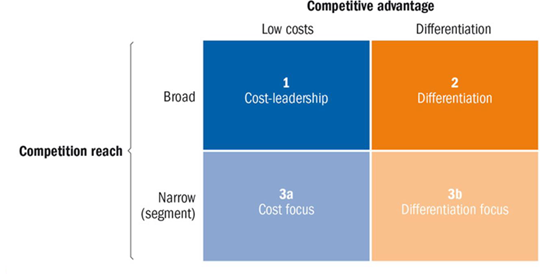 Competitive advantage
Low costs
Differentiation
Competition reach
Broad
1
Cost-leadership
2
Differentiation
Narrow
(segment)
3a
Cost focus
3b
Differentiation focus